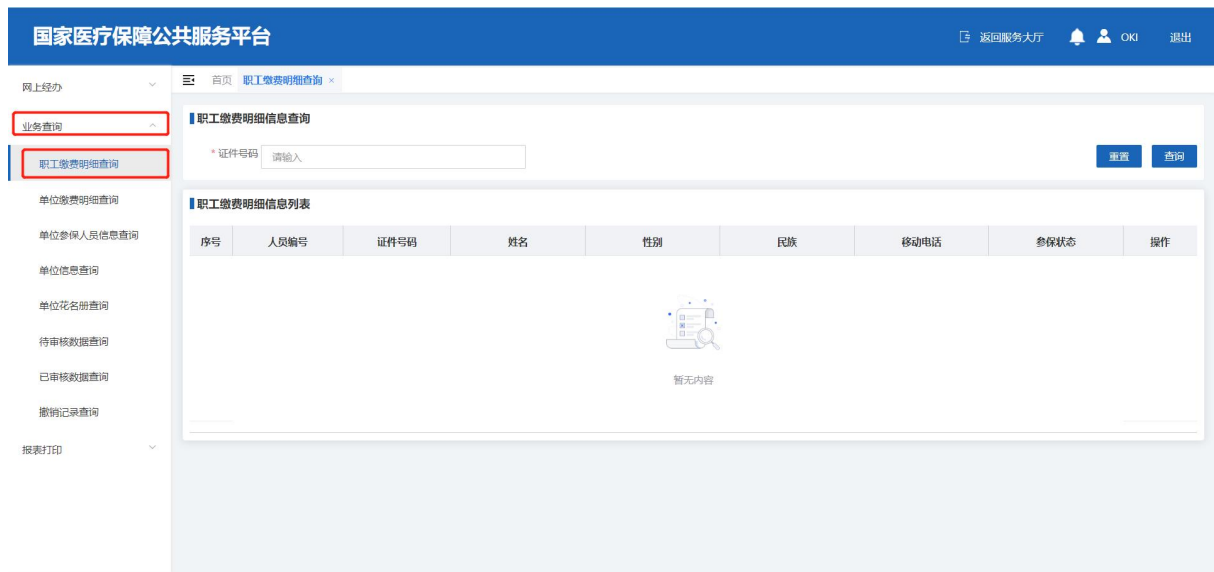 国家医疗保障公共服务平台
返回服务大厅 OKI 退出
网上经办
业务查询
职工缴费明细查询
单位缴费明细查询
单位参保人员信息查询
单位信息查询
单位花名册查询
待审核数据查询
已审核数据查询
撤销记录查询
报表打印
首页 职工缴费明细查询 ×
职工缴费明细信息查询
* 证件号码 请输入 重置 查询
职工缴费明细信息列表
序号 人员编号 证件号码 姓名 性别 民族 移动电话 参保状态 操作
暂无内容